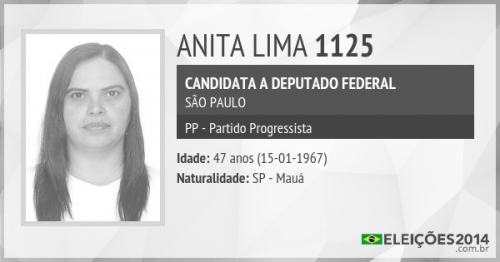 ANITA LIMA 1125
CANDIDATA A DEPUTADO FEDERAL
SÃO PAULO
PP - Partido Progressista
Idade: 47 anos (15-01-1967)
Naturalidade: SP - Mauá
ELEIÇÕES2014
.com.br